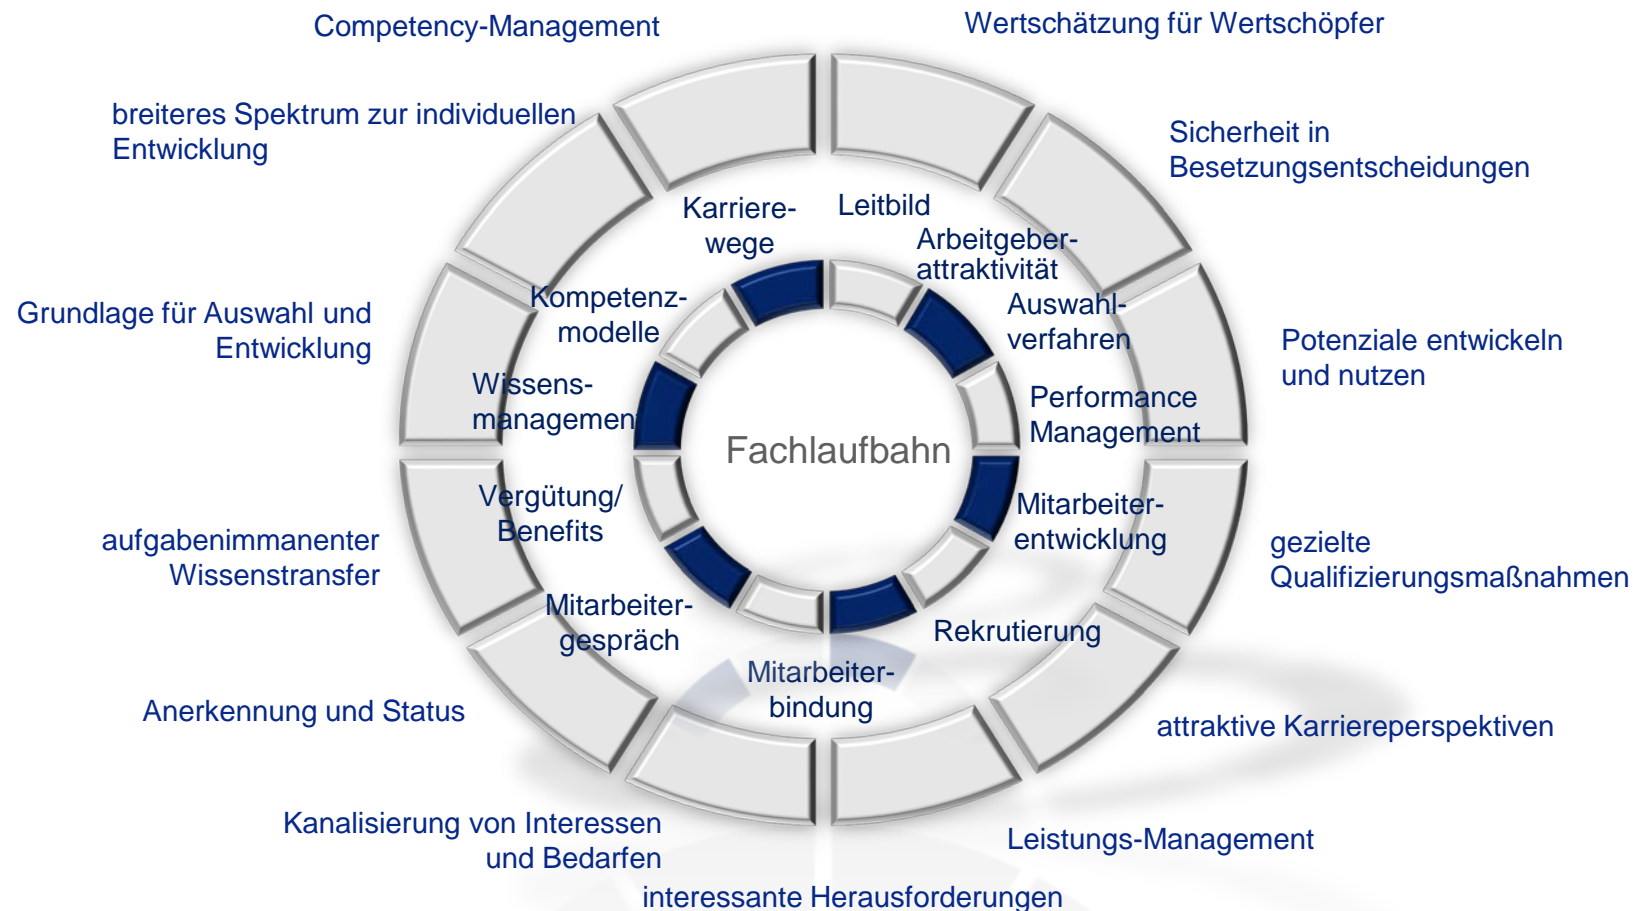 Competency-Management
Wertschätzung für Wertschöpfer
breiteres Spektrum zur individuellen
Entwicklung
Sicherheit in
Besetzungsentscheidungen
Karriere-
wege
Leitbild
Arbeitgeber-
attraktivität
Kompetenz-
modelle
Auswahl-
verfahren
Grundlage für Auswahl und
Entwicklung
Potenziale entwickeln
und nutzen
Wissens-
management
Performance
Management
Fachlaufbahn
Vergütung/
Benefits
Mitarbeiter-
entwicklung
aufgabenimmanenter
Wissenstransfer
gezielte
Qualifizierungsmaßnahmen
Mitarbeiter-
gespräch
Rekrutierung
Mitarbeiter-
bindung
Anerkennung und Status
attraktive Karriereperspektiven
Kanalisierung von Interessen
und Bedarfen
Leistungs-Management
interessante Herausforderungen